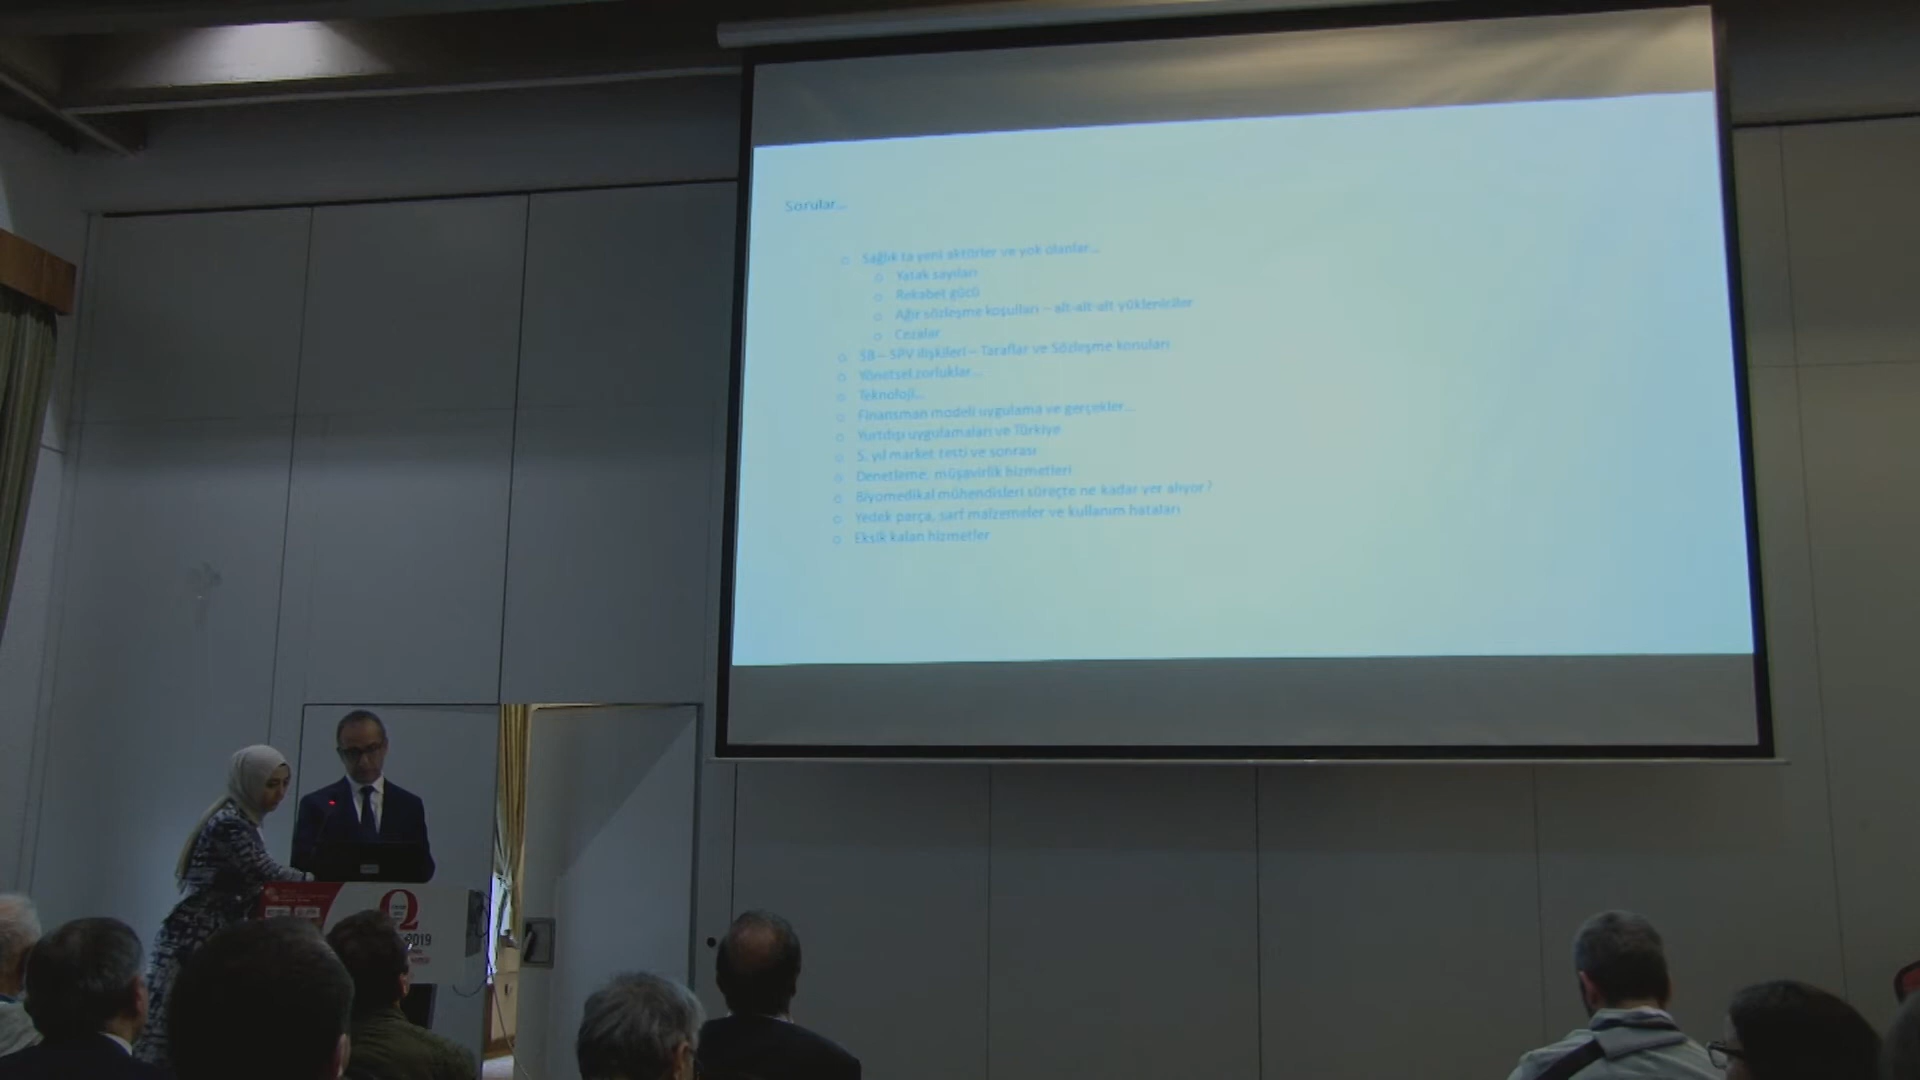 Sorular...
Sağlık ta yeni aktörler ve yok olanlar...
Yatak sayıları
Rekabet gücü
Ağır sözleşme koşulları – alt-alt-alt yükleniciler
Cezalar
SB – SPV ilişkileri – Taraflar ve Sözleşme konuları
Yönetsel zorluklar...
Teknoloji...
Finansman modeli uygulama ve gerçekler...
Yurtdışı uygulamaları ve Türkiye
5. yıl market testi ve sonrası
Denetleme, müşavirlik hizmetleri
Biyomedikal mühendisleri süreçte ne kadar yer alıyor?
Yedek parça, sarf malzemeler ve kullanım hataları
Eksik kalan hizmetler
2019